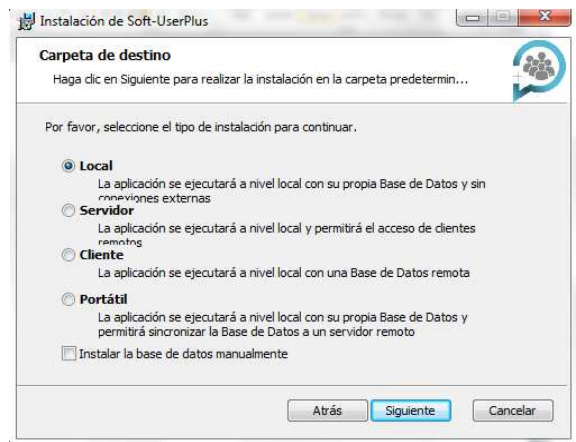 Instalación de Soft-UserPlus
Carpeta de destino
Haga clic en Siguiente para realizar la instalación en la carpeta predetermin...
Por favor, seleccione el tipo de instalación para continuar.
Local
La aplicación se ejecutará a nivel local con su propia Base de Datos y sin
conexiones externas
Servidor
La aplicación se ejecutará a nivel local y permitirá el acceso de clientes
remotos
Cliente
La aplicación se ejecutará a nivel local con una Base de Datos remota
Portátil
La aplicación se ejecutará a nivel local con su propia Base de Datos y
permitirá sincronizar la Base de Datos a un servidor remoto
Instalar la base de datos manualmente
Atrás
Siguiente
Cancelar